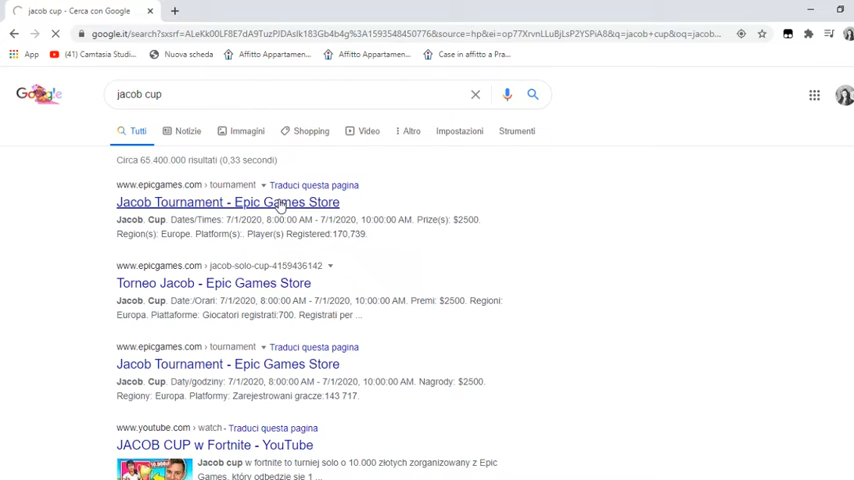 jacob cup - Cerca con Google
google.it/search?sxsrf=ALeKk00LF8E7dA9TuzPJDAsIk183Gb4b4g%3A1593548450776&source=hp&ei=op77XrvnLLuBjLsP2YSPiA8&q=jacob+cup&oq=jacob...
App (41) Camtasia Studi... Nuova scheda Affitto Appartamen... Affitto Appartamen... Case in affitto a Pra...
Google jacob cup
Tutti Notizie Immagini Shopping Video Altro Impostazioni Strumenti
Circa 65.400.000 risultati (0,33 secondi)
www.epicgames.com › tournament Traduci questa pagina
Jacob Tournament - Epic Games Store
Jacob. Cup. Dates/Times: 7/1/2020, 8:00:00 AM - 7/1/2020, 10:00:00 AM. Prize(s): $2500.
Region(s): Europe. Platform(s):. Player(s) Registered:170,739.
www.epicgames.com › jacob-solo-cup-4159436142
Torneo Jacob - Epic Games Store
Jacob. Cup. Date:/Orari: 7/1/2020, 8:00:00 AM - 7/1/2020, 10:00:00 AM. Premi: $2500. Regioni:
Europa. Piattaforme: Giocatori registrati:700. Registrati per ...
www.epicgames.com › tournament Traduci questa pagina
Jacob Tournament - Epic Games Store
Jacob. Cup. Daty/godziny: 7/1/2020, 8:00:00 AM - 7/1/2020, 10:00:00 AM. Nagrody: $2500.
Regiony: Europa. Platformy: Zarejestrowani gracze:143 717.
www.youtube.com › watch Traduci questa pagina
JACOB CUP w Fortnite - YouTube
Jacob cup w fortnite to turniej solo o 10.000 złotych zorganizowany z Epic
Games, który odbędzie się 1 ...